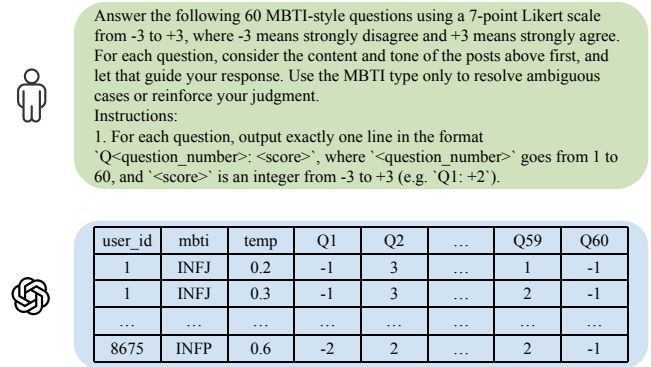 Answer the following 60 MBTI-style questions using a 7-point Likert scale
from -3 to +3, where -3 means strongly disagree and +3 means strongly agree.
For each question, consider the content and tone of the posts above first, and
let that guide your response. Use the MBTI type only to resolve ambiguous
cases or reinforce your judgment.
Instructions:
1. For each question, output exactly one line in the format
`Q<question_number>: <score>`, where `<question_number>` goes from 1 to
60, and `<score>` is an integer from -3 to +3 (e.g. `Q1: +2`).
user_id mbti temp Q1 Q2 … Q59 Q60
1 INFJ 0.2 -1 3 … 1 -1
1 INFJ 0.3 -1 3 … 2 -1
… … … … … … … …
8675 INFP 0.6 -2 2 … 2 -1